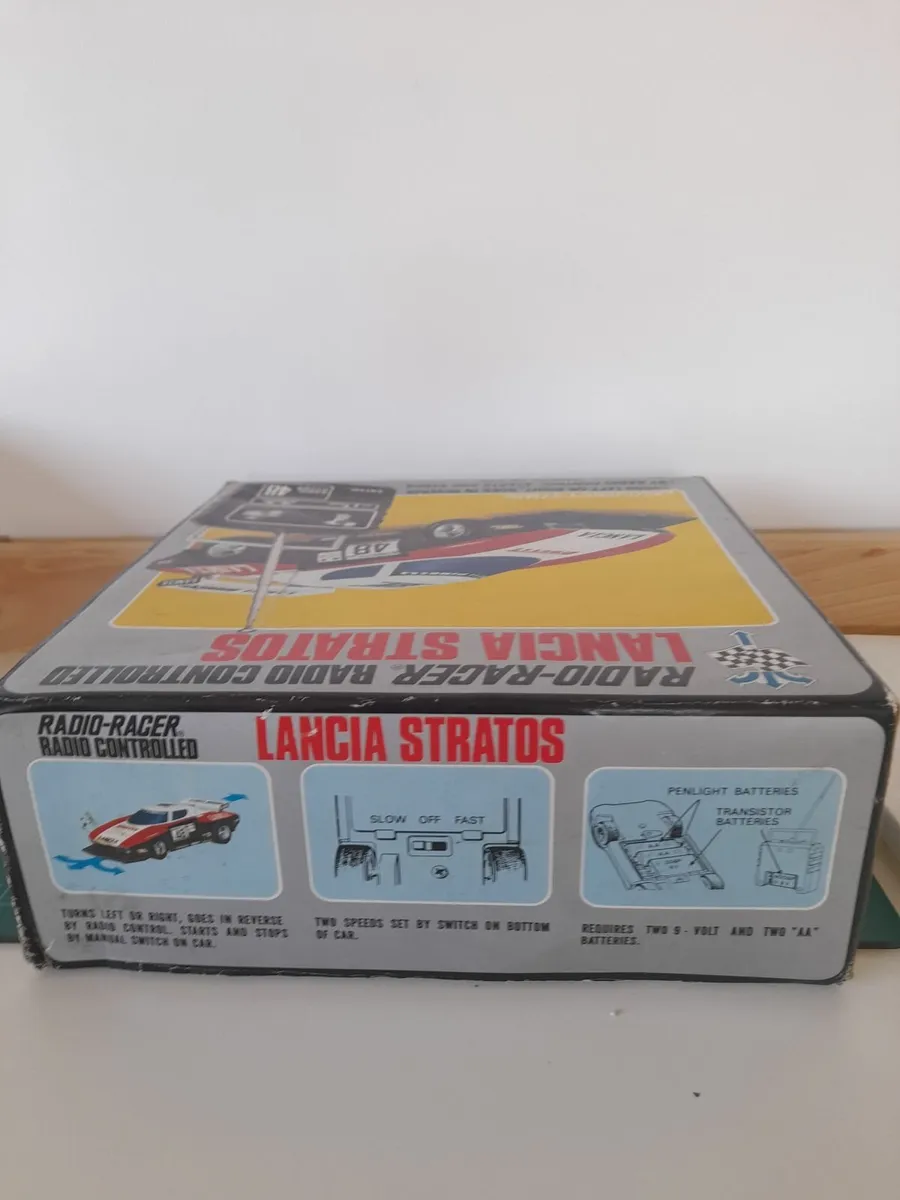 LANCIA STRATOS
RADIO-RACER® RADIO CONTROLLED
48
LANCIA
RADIO-RACER®
RADIO CONTROLLED
LANCIA STRATOS
SLOW OFF FAST
PENLIGHT BATTERIES
TRANSISTOR
BATTERIES
TURNS LEFT OR RIGHT, GOES IN REVERSE
BY RADIO CONTROL. STARTS AND STOPS
BY MANUAL SWITCH ON CAR.
TWO SPEEDS SET BY SWITCH ON BOTTOM
OF CAR.
REQUIRES TWO 9-VOLT AND TWO "AA"
BATTERIES.